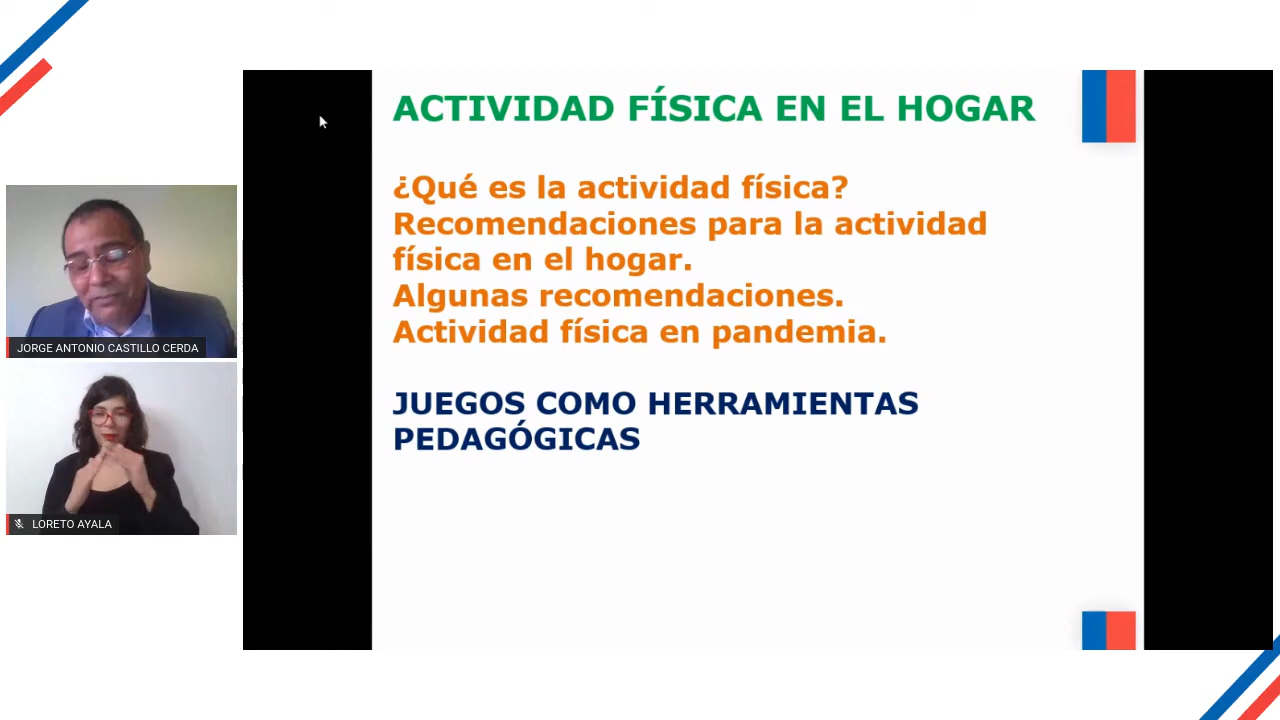 ACTIVIDAD FÍSICA EN EL HOGAR
¿Qué es la actividad física?
Recomendaciones para la actividad
física en el hogar.
Algunas recomendaciones.
Actividad física en pandemia.
JUEGOS COMO HERRAMIENTAS
PEDAGÓGICAS
JORGE ANTONIO CASTILLO CERDA
LORETO AYALA